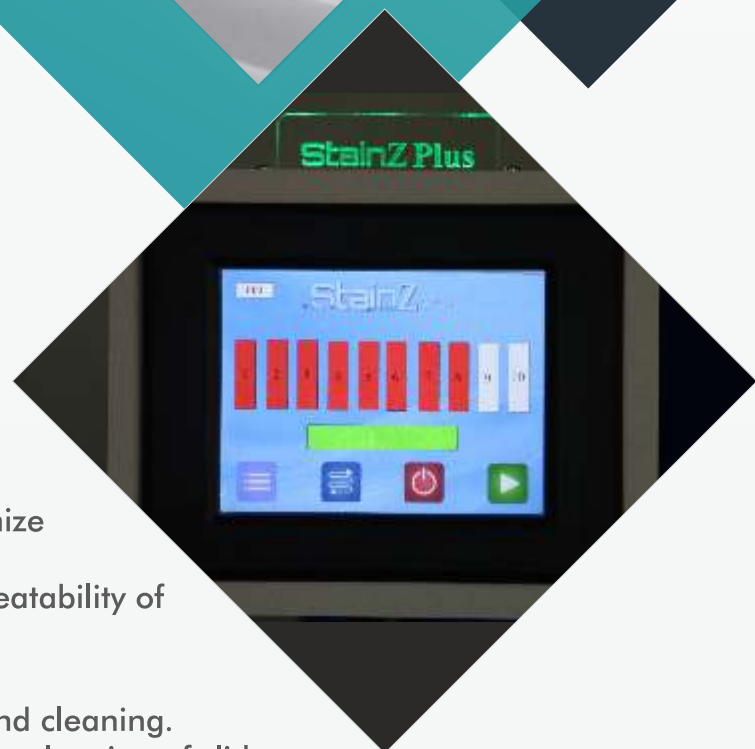 StainZ Plus
StainZ
1 2 3 4 5 6 7 8 9 10
nize
eatability of
nd cleaning.